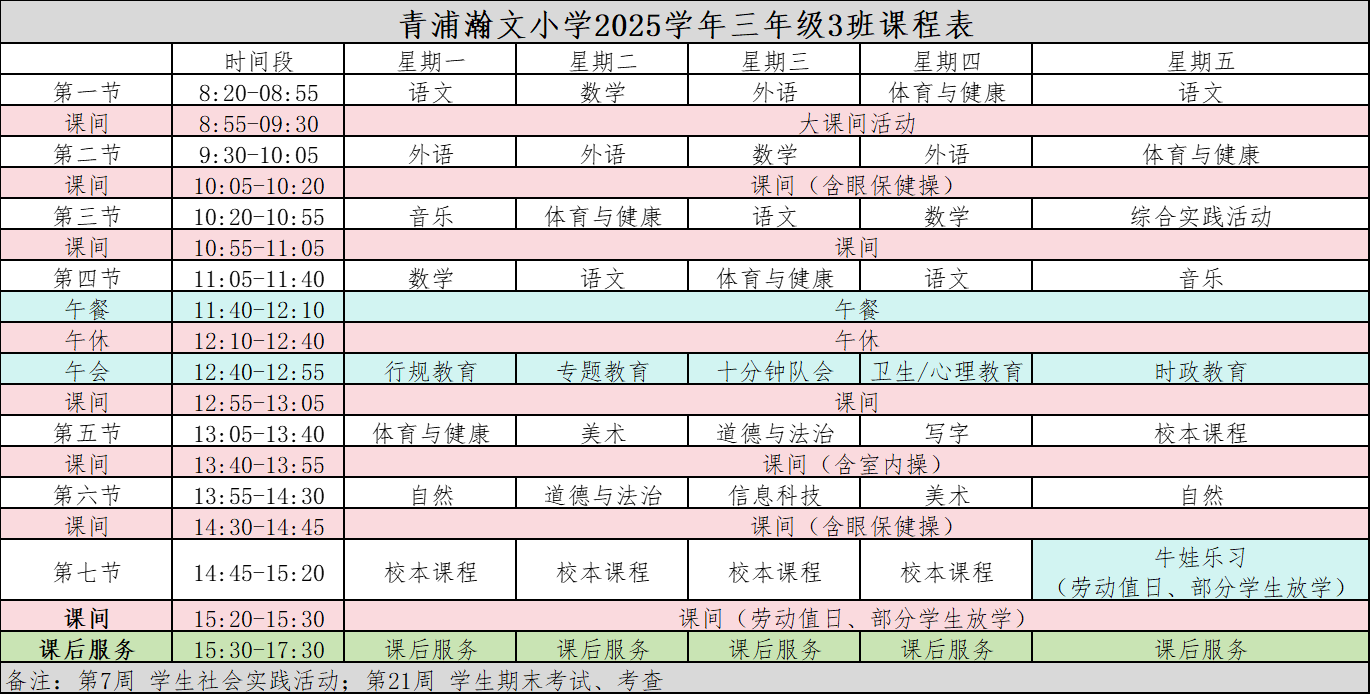 青浦瀚文小学2025学年三年级3班课程表
时间段 星期一 星期二 星期三 星期四 星期五
第一节 8:20-08:55 语文 数学 外语 体育与健康 语文
课间 8:55-09:30 大课间活动
第二节 9:30-10:05 外语 外语 数学 外语 体育与健康
课间 10:05-10:20 课间（含眼保健操）
第三节 10:20-10:55 音乐 体育与健康 语文 数学 综合实践活动
课间 10:55-11:05 课间
第四节 11:05-11:40 数学 语文 体育与健康 语文 音乐
午餐 11:40-12:10 午餐
午休 12:10-12:40 午休
午会 12:40-12:55 行规教育 专题教育 十分钟队会 卫生/心理教育 时政教育
课间 12:55-13:05 课间
第五节 13:05-13:40 体育与健康 美术 道德与法治 写字 校本课程
课间 13:40-13:55 课间（含室内操）
第六节 13:55-14:30 自然 道德与法治 信息科技 美术 自然
课间 14:30-14:45 课间（含眼保健操）
第七节 14:45-15:20 校本课程 校本课程 校本课程 校本课程 牛娃乐习
（劳动值日、部分学生放学）
课间 15:20-15:30 课间（劳动值日、部分学生放学）
课后服务 15:30-17:30 课后服务 课后服务 课后服务 课后服务 课后服务
备注：第7周 学生社会实践活动；第21周 学生期末考试、考查